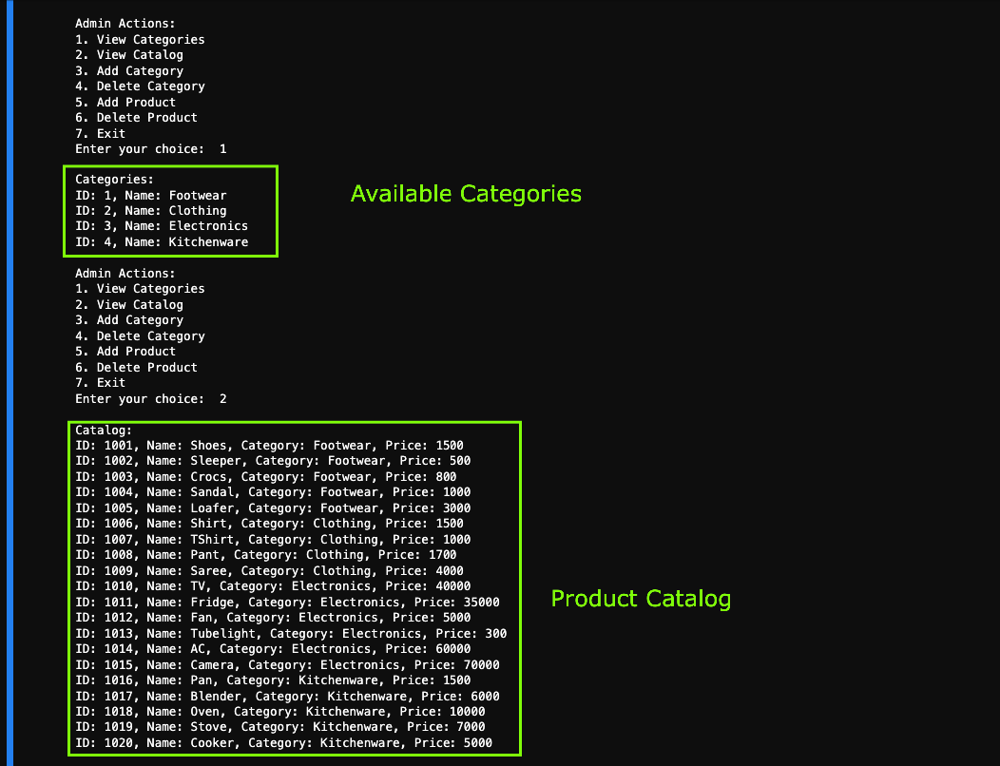 Admin Actions:
1. View Categories
2. View Catalog
3. Add Category
4. Delete Category
5. Add Product
6. Delete Product
7. Exit
Enter your choice:  1
Categories:
ID: 1, Name: Footwear
ID: 2, Name: Clothing
ID: 3, Name: Electronics
ID: 4, Name: Kitchenware
Available Categories
Admin Actions:
1. View Categories
2. View Catalog
3. Add Category
4. Delete Category
5. Add Product
6. Delete Product
7. Exit
Enter your choice:  2
Catalog:
ID: 1001, Name: Shoes, Category: Footwear, Price: 1500
ID: 1002, Name: Sleeper, Category: Footwear, Price: 500
ID: 1003, Name: Crocs, Category: Footwear, Price: 800
ID: 1004, Name: Sandal, Category: Footwear, Price: 1000
ID: 1005, Name: Loafer, Category: Footwear, Price: 3000
ID: 1006, Name: Shirt, Category: Clothing, Price: 1500
ID: 1007, Name: TShirt, Category: Clothing, Price: 1000
ID: 1008, Name: Pant, Category: Clothing, Price: 1700
ID: 1009, Name: Saree, Category: Clothing, Price: 4000
ID: 1010, Name: TV, Category: Electronics, Price: 40000
ID: 1011, Name: Fridge, Category: Electronics, Price: 35000
ID: 1012, Name: Fan, Category: Electronics, Price: 5000
ID: 1013, Name: Tubelight, Category: Electronics, Price: 300
ID: 1014, Name: AC, Category: Electronics, Price: 60000
ID: 1015, Name: Camera, Category: Electronics, Price: 70000
ID: 1016, Name: Pan, Category: Kitchenware, Price: 1500
ID: 1017, Name: Blender, Category: Kitchenware, Price: 6000
ID: 1018, Name: Oven, Category: Kitchenware, Price: 10000
ID: 1019, Name: Stove, Category: Kitchenware, Price: 7000
ID: 1020, Name: Cooker, Category: Kitchenware, Price: 5000
Product Catalog